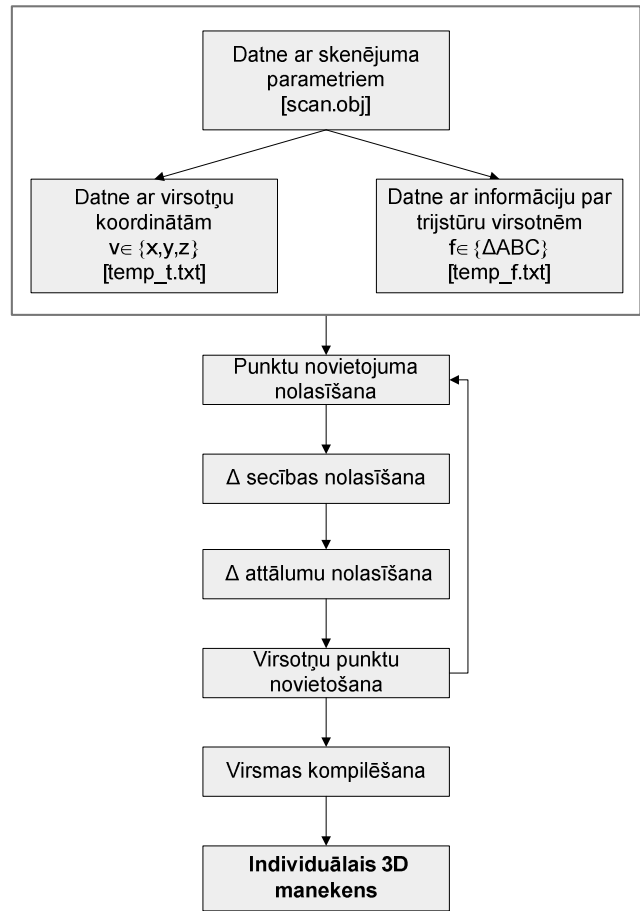 Datne ar skenējuma
parametriem
[scan.obj]
Datne ar virsotņu
koordinātām
v∈{x,y,z}
[temp_t.txt]
Datne ar informāciju par
trijstūru virsotnēm
f∈{ΔABC}
[temp_f.txt]
Punktu novietojuma
nolasīšana
Δ secības nolasīšana
Δ attālumu nolasīšana
Virsotņu punktu
novietošana
Virsmas kompilēšana
Individuālais 3D
manekens